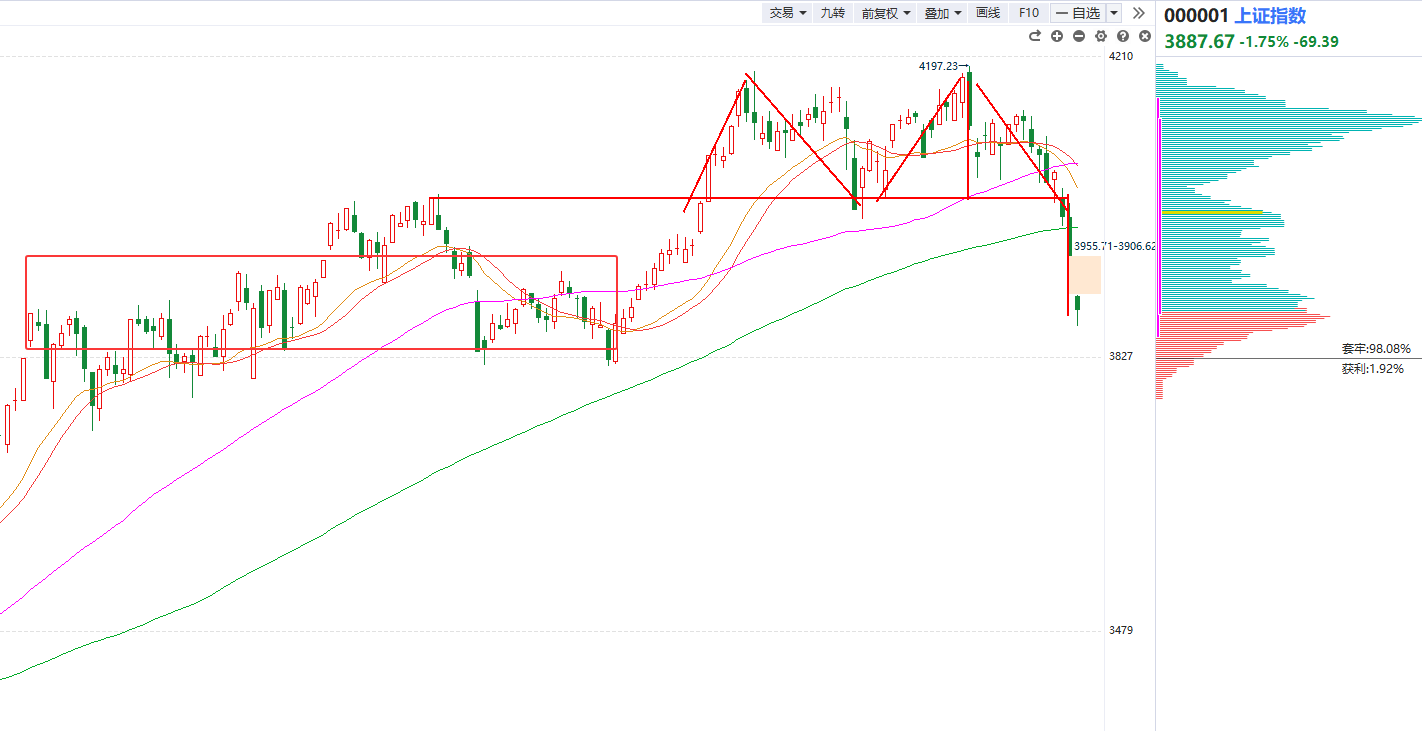 交易 九转 前复权 叠加 画线 F10 一 自选
000001 上证指数
3887.67 -1.75% -69.39
4210
4197.23→
3955.71-3906.62
3827
套牢:98.08%
获利:1.92%
3479